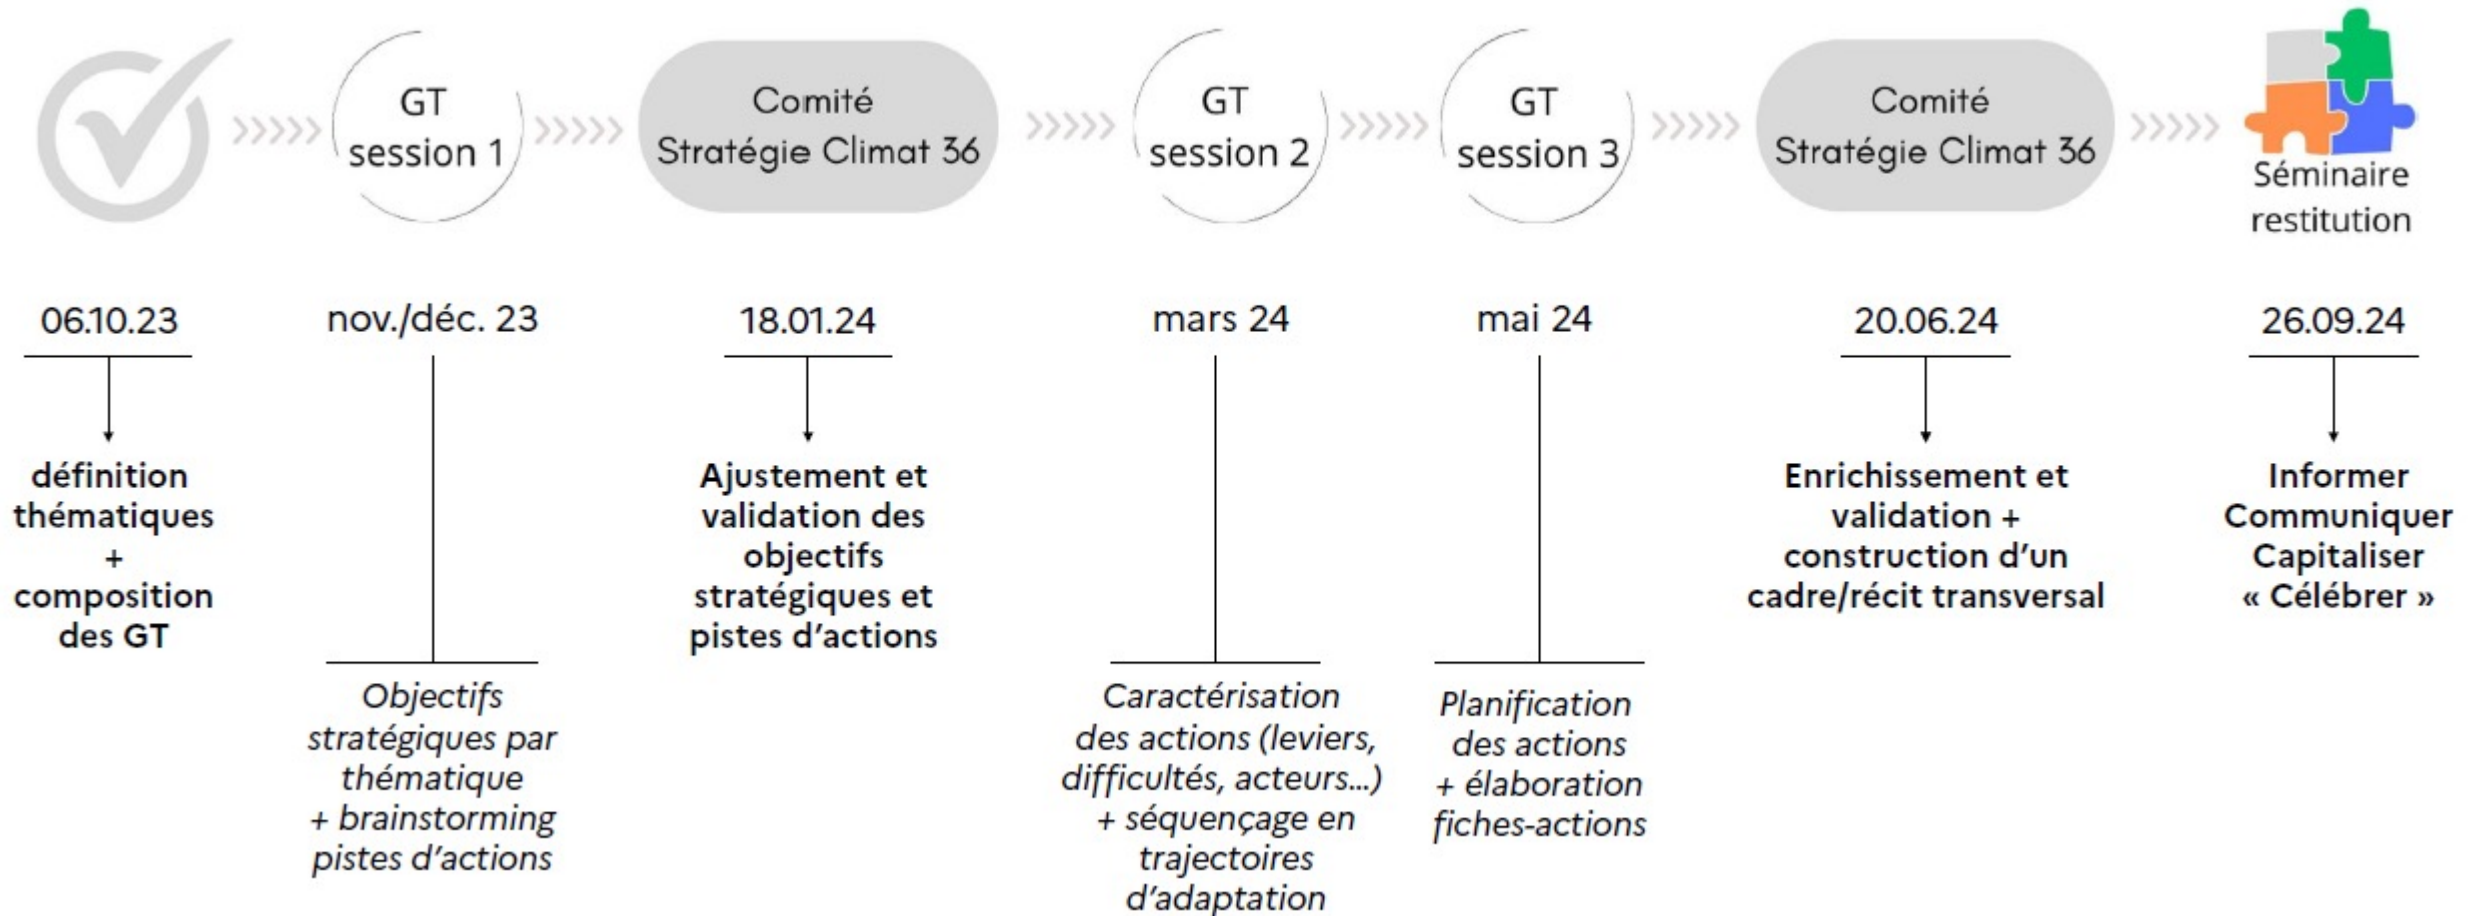 GT
session 1
Comité
Stratégie Climat 36
GT
session 2
GT
session 3
Comité
Stratégie Climat 36
Séminaire
restitution
06.10.23
nov./déc. 23
18.01.24
mars 24
mai 24
20.06.24
26.09.24
définition
thématiques
+
composition
des GT
Objectifs
stratégiques par
thématique
+ brainstorming
pistes d'actions
Ajustement et
validation des
objectifs
stratégiques et
pistes d'actions
Caractérisation
des actions (leviers,
difficultés, acteurs...)
+ séquençage en
trajectoires
d'adaptation
Planification
des actions
+ élaboration
fiches-actions
Enrichissement et
validation +
construction d'un
cadre/récit transversal
Informer
Communiquer
Capitaliser
« Célébrer »